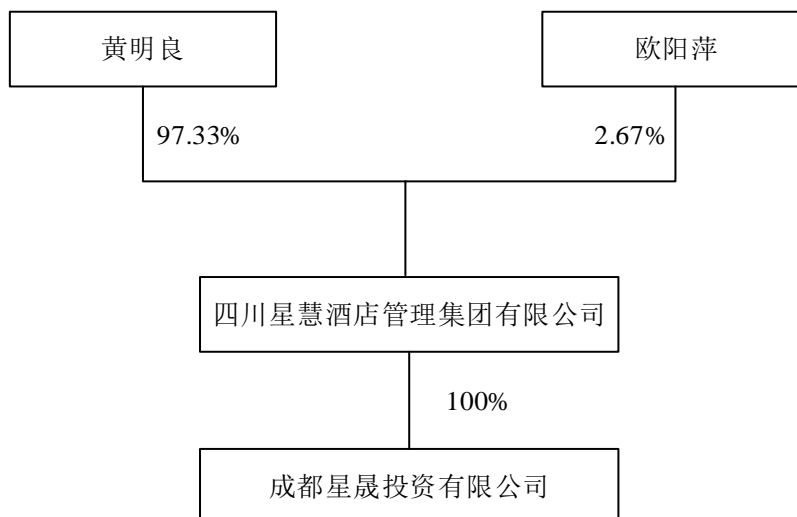 黄明良
欧阳萍
97.33%
2.67%
四川星慧酒店管理集团有限公司
100%
成都星晟投资有限公司